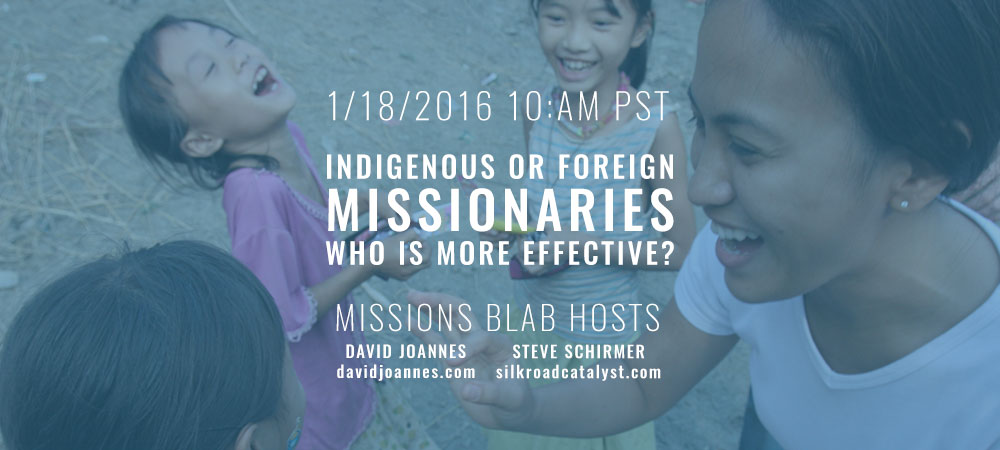 1/18/2016 10:AM PST
INDIGENOUS OR FOREIGN
MISSIONARIES
WHO IS MORE EFFECTIVE?
MISSIONS BLAB HOSTS
DAVID JOANNES STEVE SCHIRMER
davidjoannes.com silkroadcatalyst.com